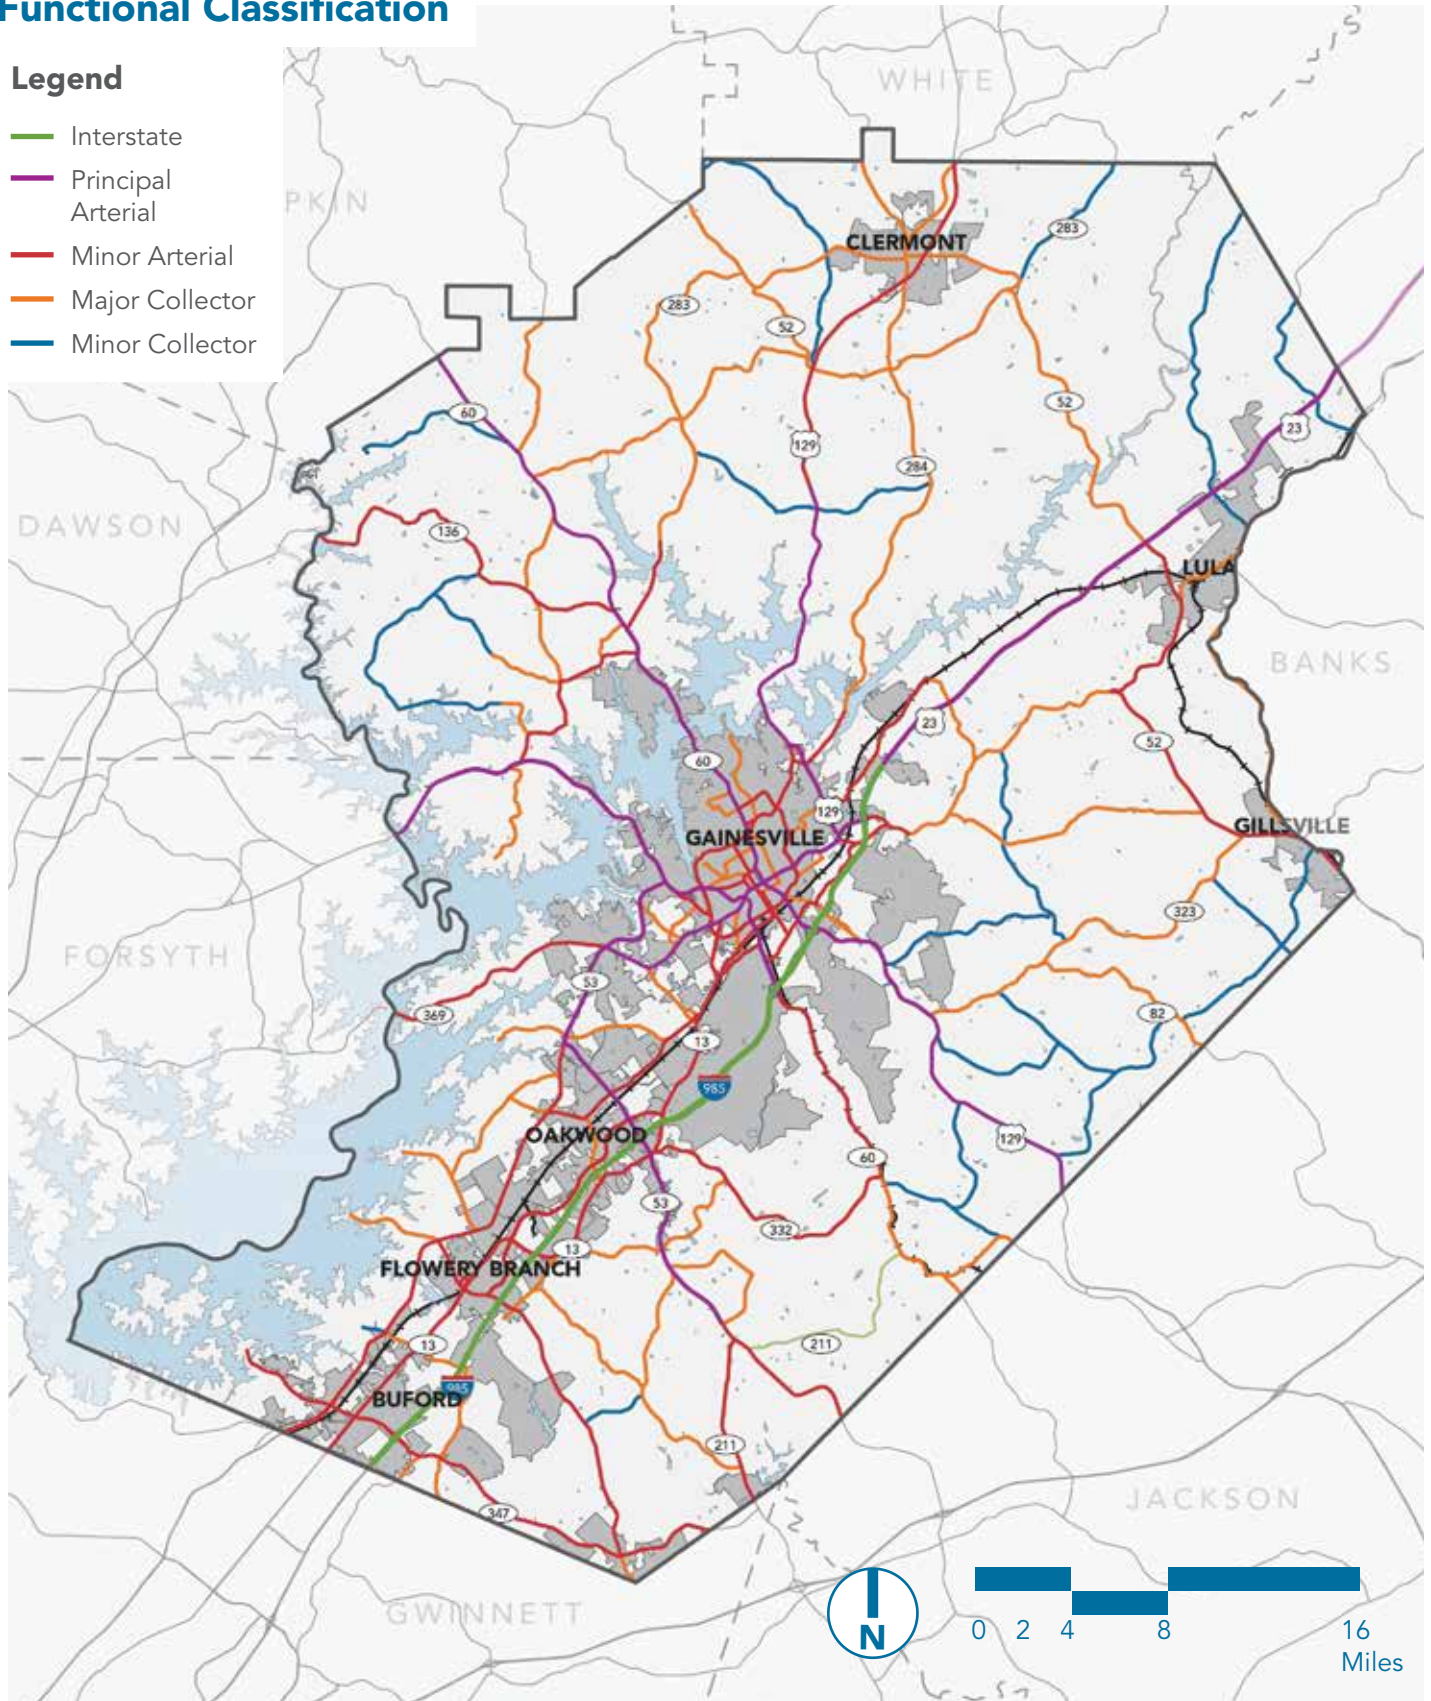 Functional Classification
Legend
Interstate
Principal
Arterial
Minor Arterial
Major Collector
Minor Collector
WHITE
PKIN
CLERMONT
283
283
52
60
52
23
129
284
DAWSON
136
LULA
BANKS
23
52
60
129
GAINESVILLE
GILLSVILLE
323
FORSYTH
53
369
82
13
985
OAKWOOD
129
60
53
332
13
FLOWERY BRANCH
13
211
985
BUFORD
211
JACKSON
347
GWINNETT
N
0 2 4 8 16
Miles